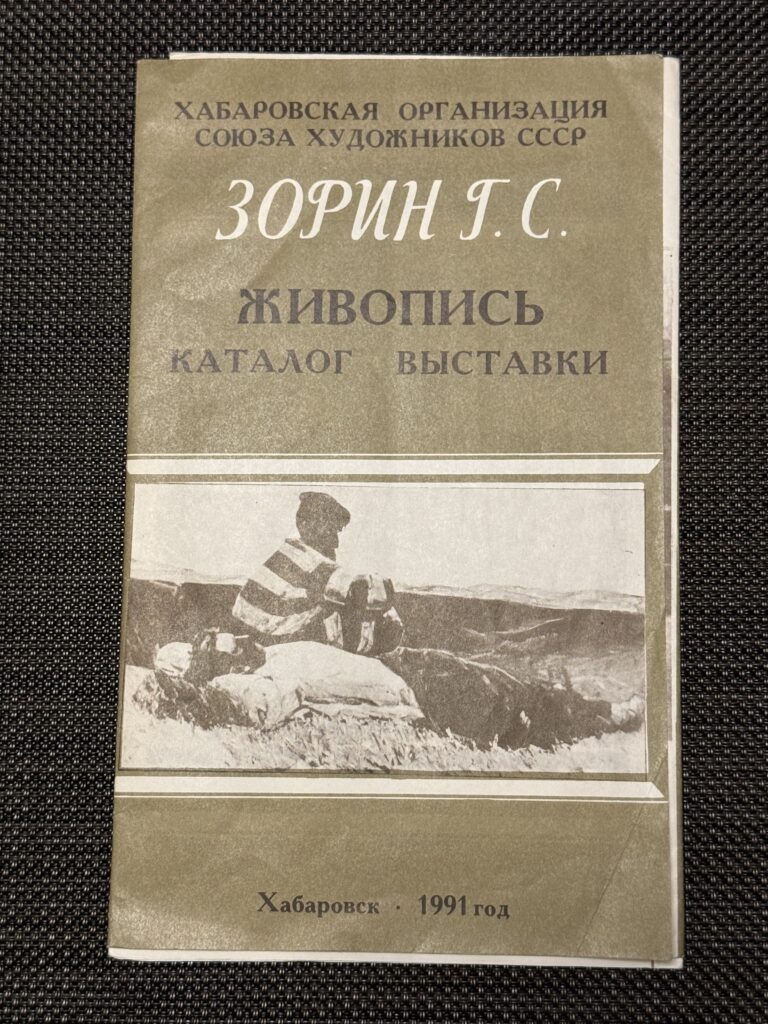 ХАБАРОВСКАЯ ОРГАНИЗАЦИЯ
СОЮЗА ХУДОЖНИКОВ СССР
ЗОРИН Г.С.
ЖИВОПИСЬ
КАТАЛОГ ВЫСТАВКИ
Хабаровск · 1991 год